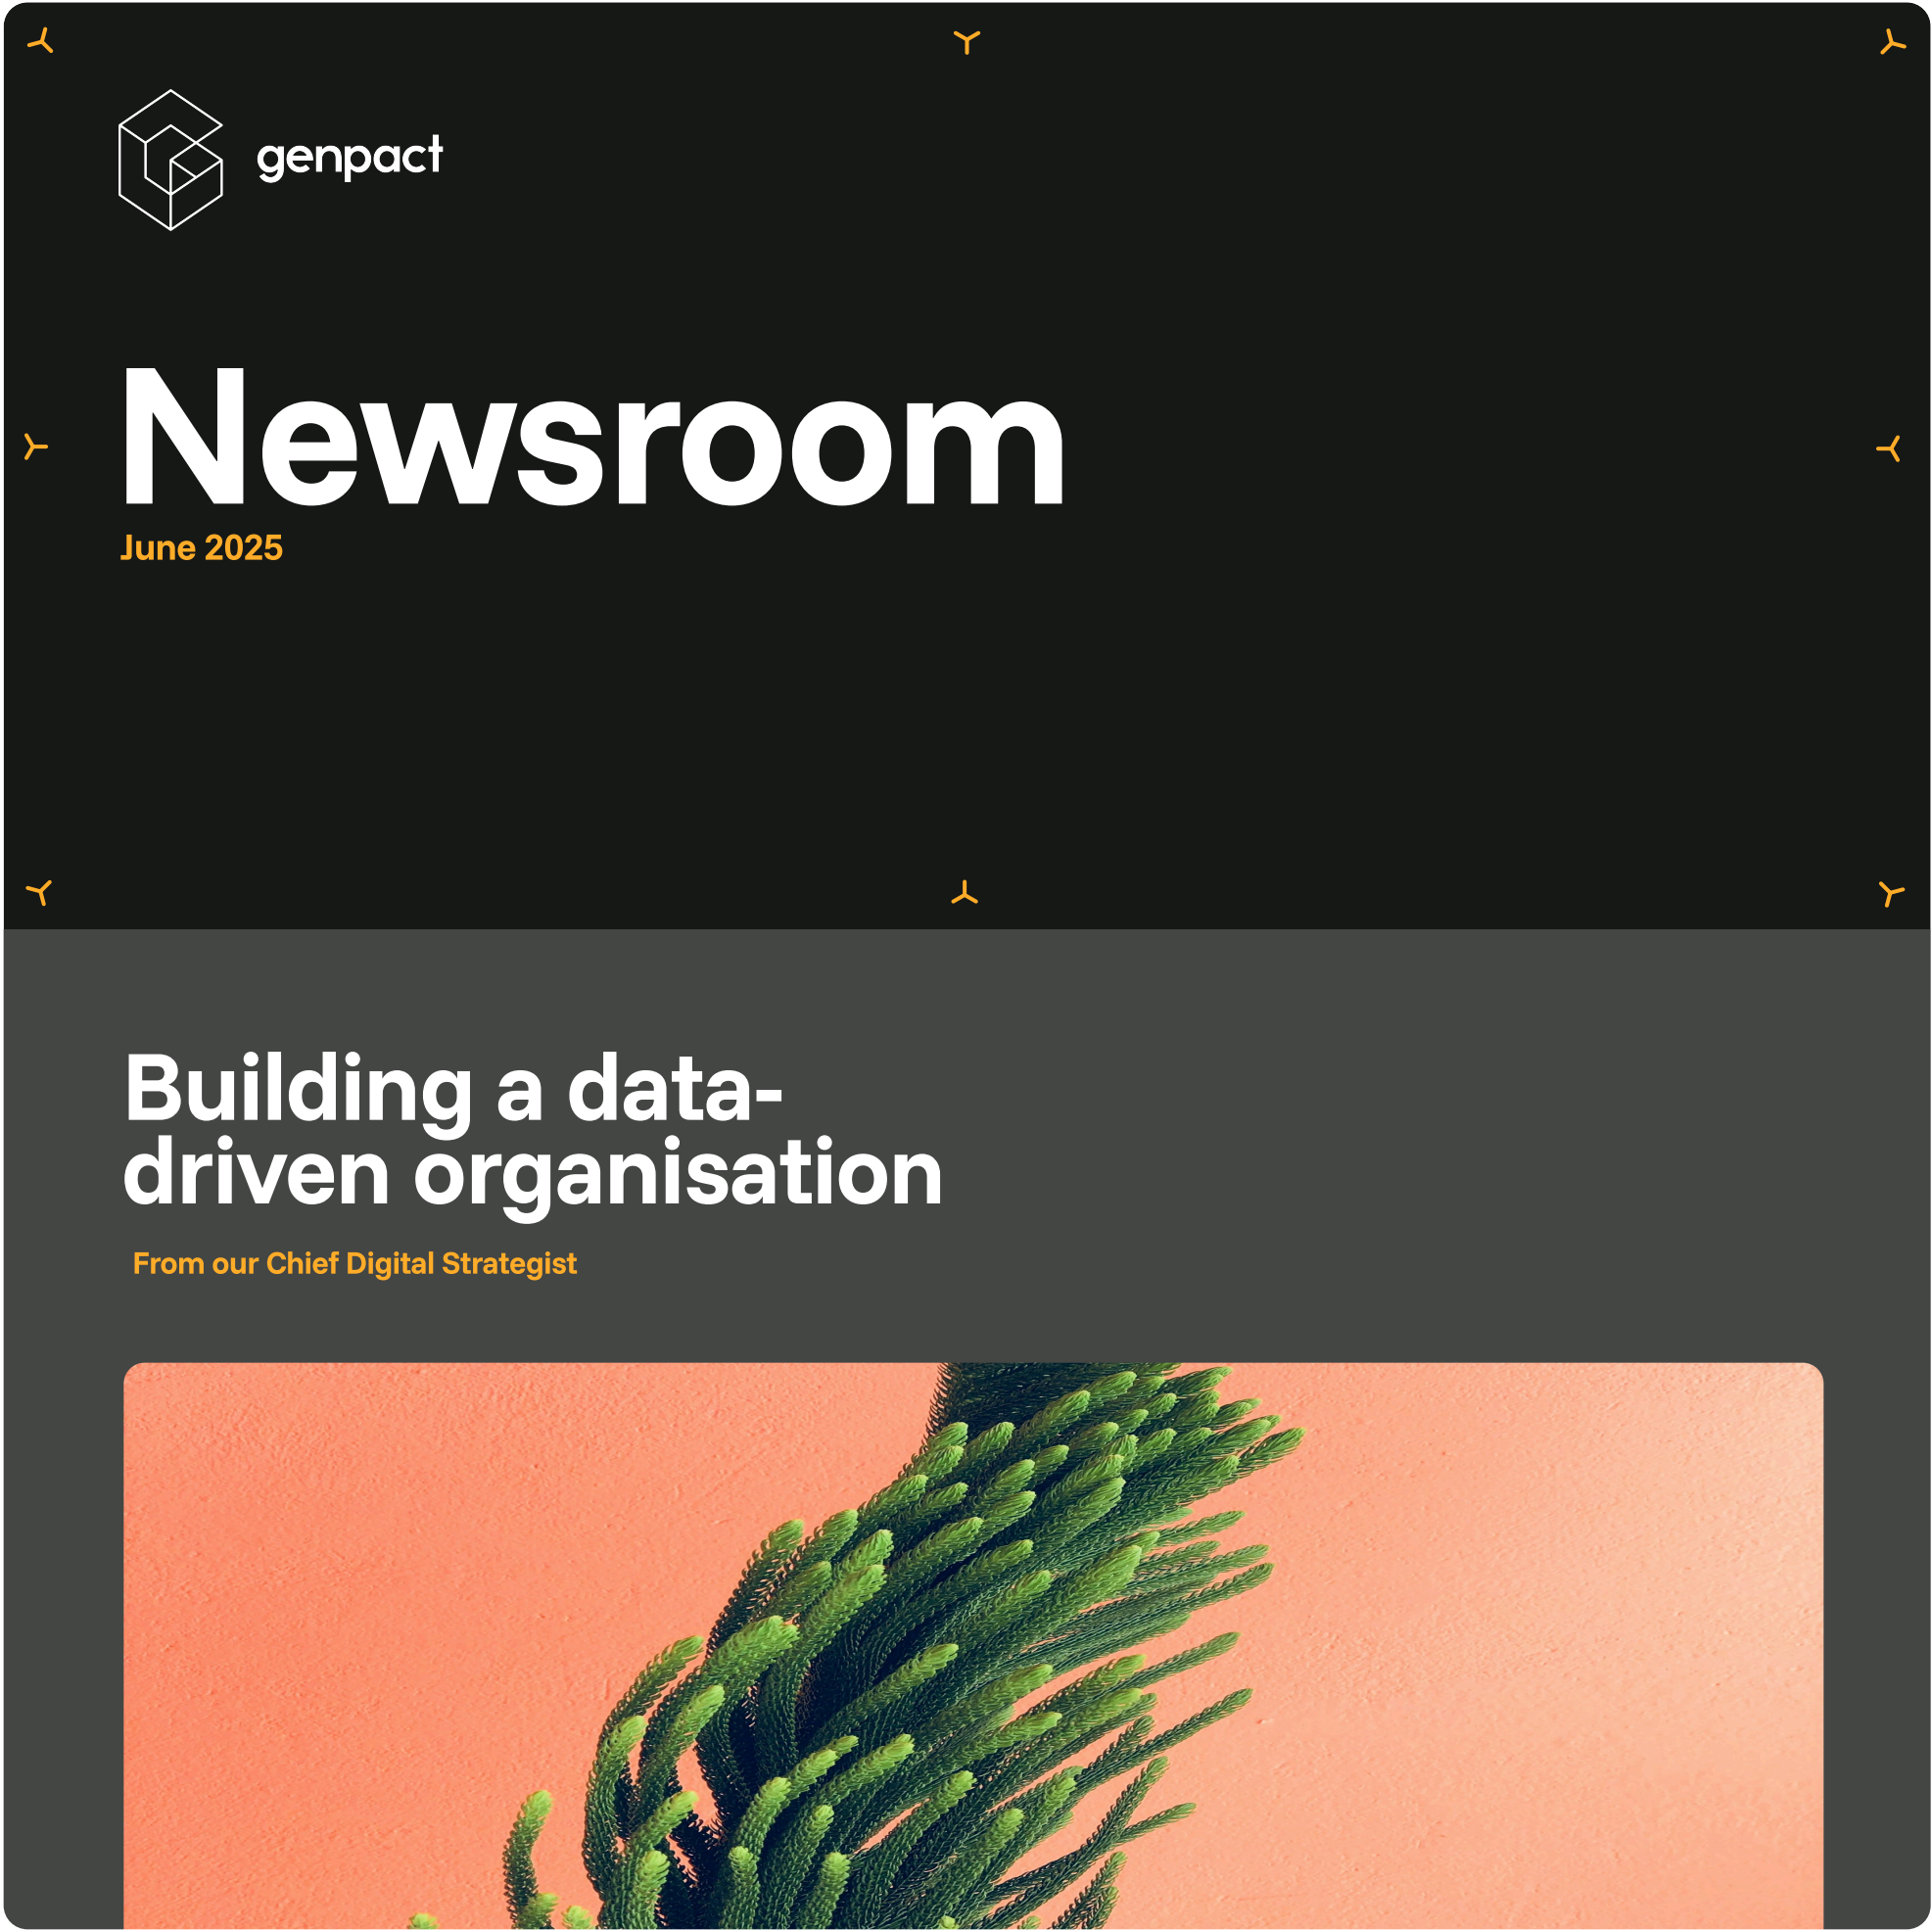 genpact
Newsroom
June 2025
Building a data-
driven organisation
From our Chief Digital Strategist